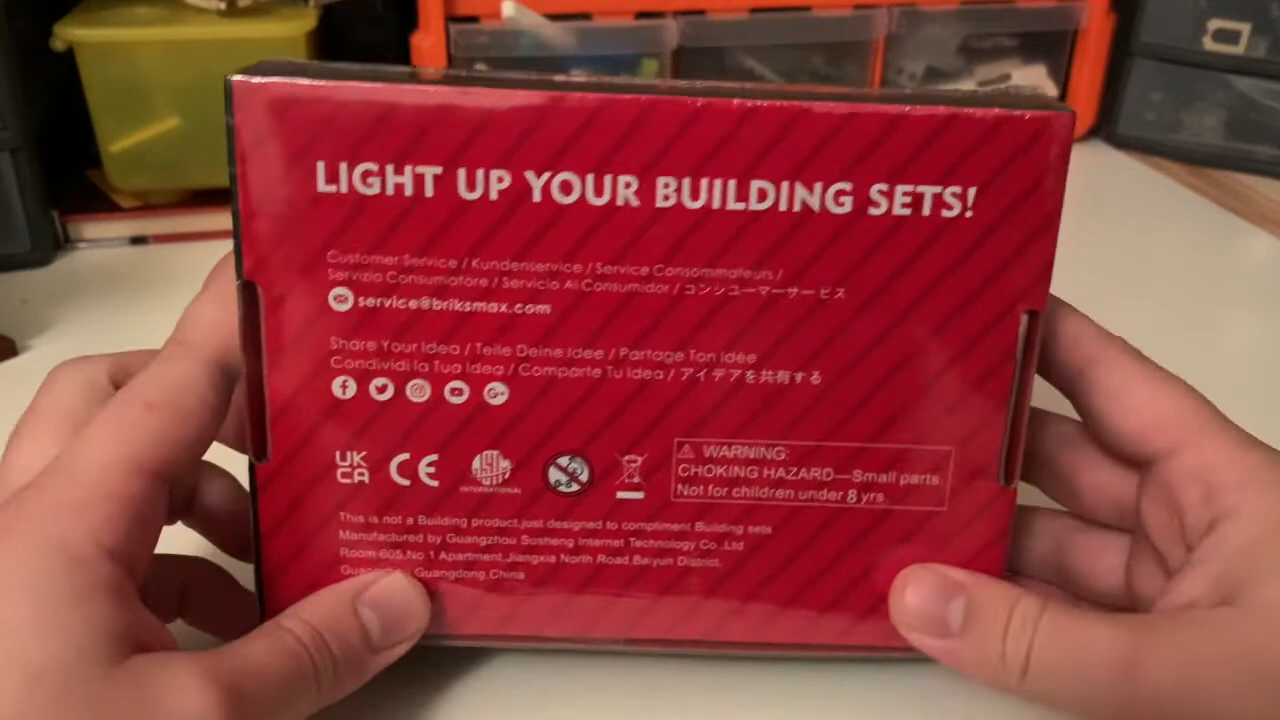 LIGHT UP YOUR BUILDING SETS!
Customer Service / Kundenservice / Service Consommateurs /
Servizio Consumatore / Servicio Al Consumidor / コンシューマーサービス
service@briksmax.com
Share Your Idea / Teile Deine Idee / Partage Ton Idée
Condividi la Tua Idea / Comparte Tu Idea / アイデアを共有する
UK
CA
CE
INTERNATIONAL
0-8
WARNING:
CHOKING HAZARD—Small parts
Not for children under 8 yrs
This is not a Building product,just designed to compliment Building sets
Manufactured by Guangzhou Susheng Internet Technology Co.,Ltd
Room 605,No.1 Apartment,Jiangxia North Road,Baiyun District,
Guangdong,China